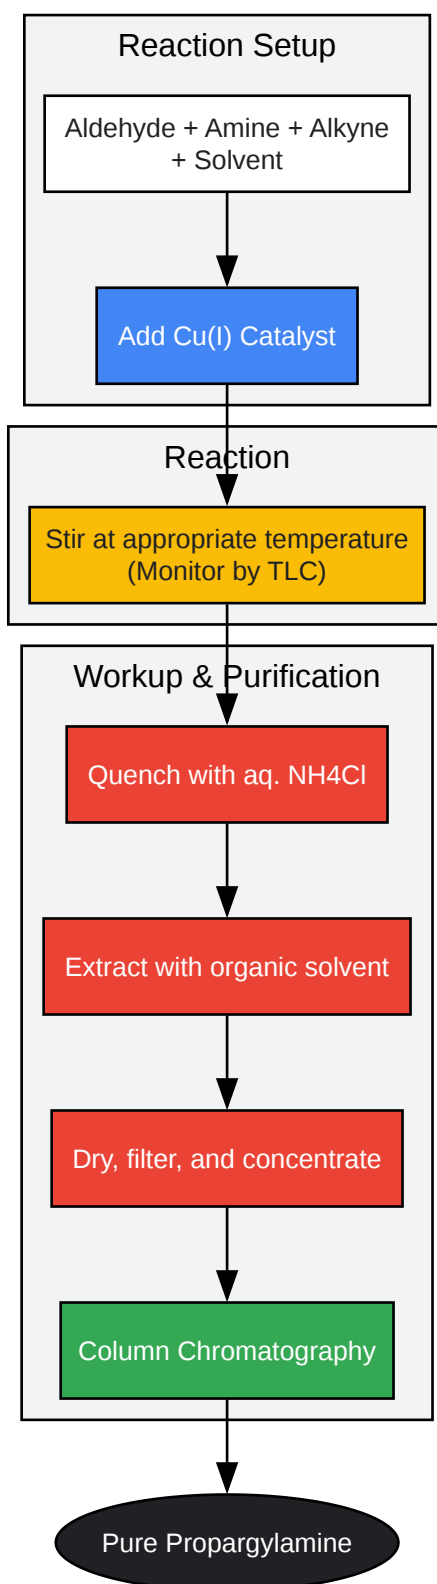 Reaction Setup
Aldehyde + Amine + Alkyne
+ Solvent
Add Cu(I) Catalyst
Reaction
Stir at appropriate temperature
(Monitor by TLC)
Workup & Purification
Quench with aq. NH4Cl
Extract with organic solvent
Dry, filter, and concentrate
Column Chromatography
Pure Propargylamine